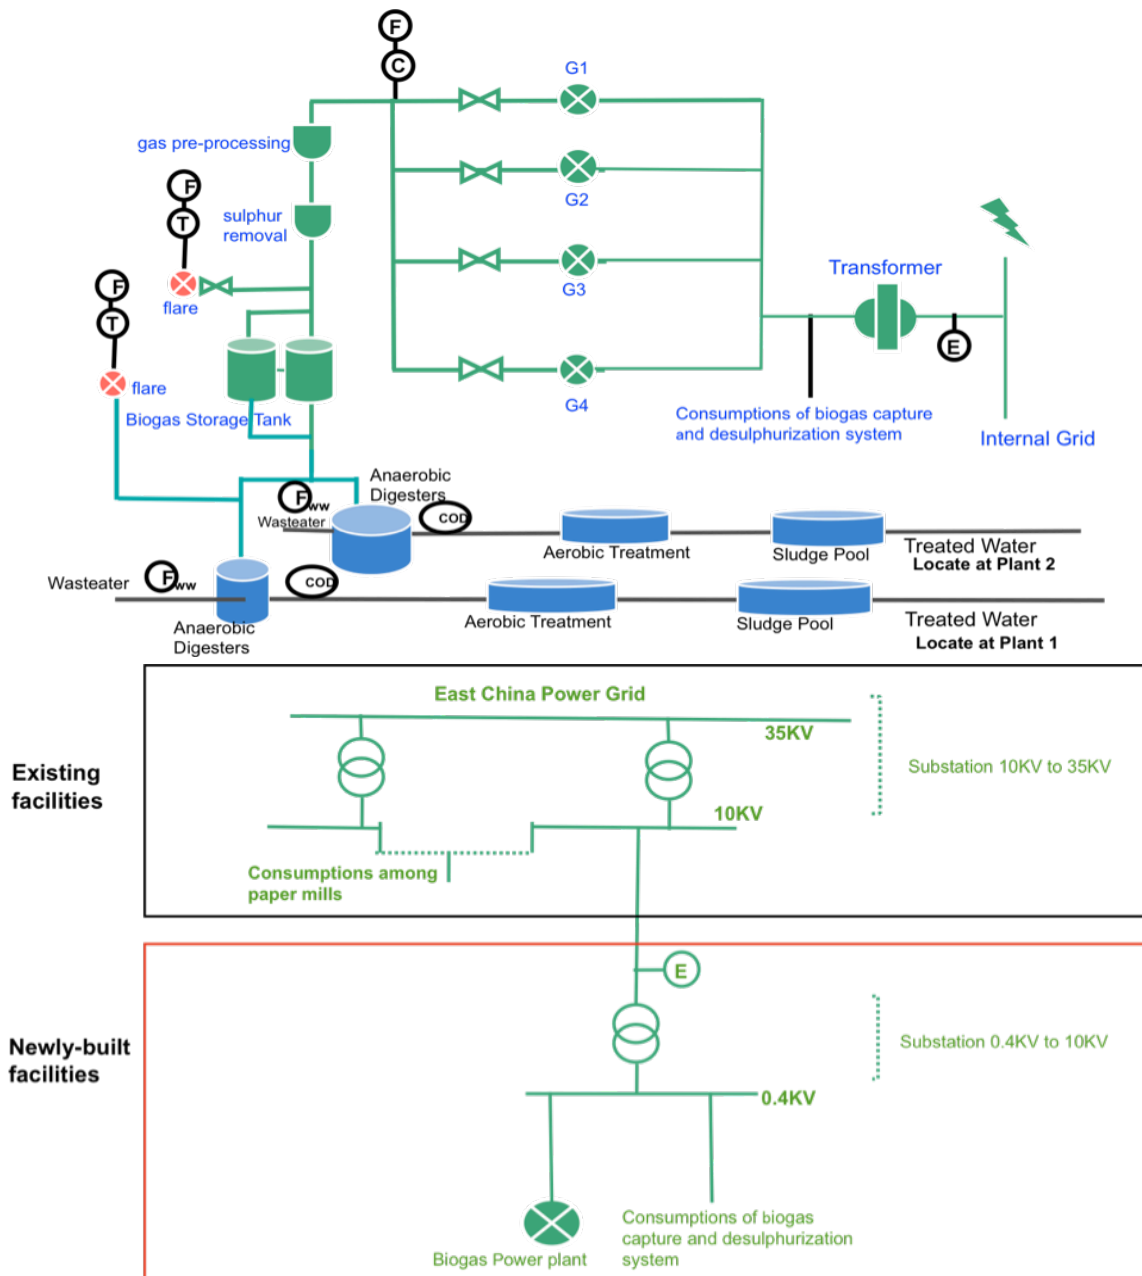 F
C
G1
gas pre-processing
F
G2
T
sulphur
removal
F
flare
G3
Transformer
T
E
flare
G4
Biogas Storage Tank
Consumptions of biogas capture
and desulphurization system
Internal Grid
Anaerobic
Digesters
Fww
Wasteater
COD
Aerobic Treatment
Sludge Pool
Treated Water
Locate at Plant 2
Wasteater
Fww
COD
Anaerobic
Digesters
Aerobic Treatment
Sludge Pool
Treated Water
Locate at Plant 1
East China Power Grid
35KV
Substation 10KV to 35KV
Existing
facilities
10KV
Consumptions among
paper mills
E
Newly-built
facilities
Substation 0.4KV to 10KV
0.4KV
Biogas Power plant
Consumptions of biogas
capture and desulphurization
system